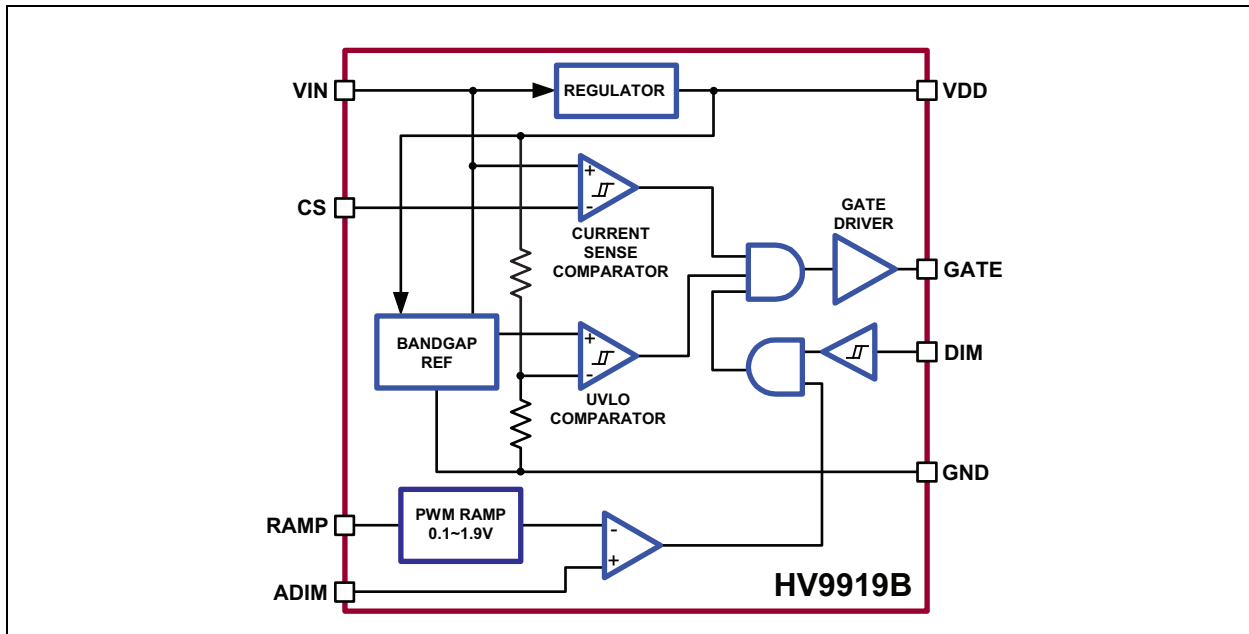 VIN
REGULATOR
VDD
+
-
CS
CURRENT
SENSE
COMPARATOR
GATE
DRIVER
GATE
BANDGAP
REF
+
-
UVLO
COMPARATOR
DIM
GND
RAMP
PWM RAMP
0.1~1.9V
-
+
ADIM
HV9919B